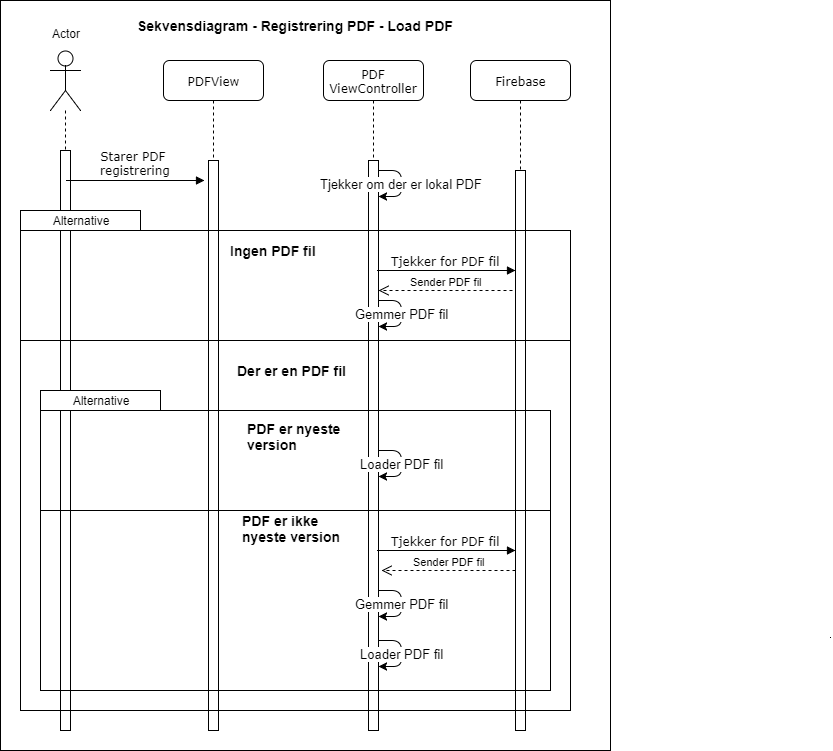 Sekvensdiagram - Registrering PDF - Load PDF
Actor
PDFView
PDF
ViewController
Firebase
Starer PDF
registrering
Tjekker om der er lokal PDF
Alternative
Ingen PDF fil
Tjekker for PDF fil
Sender PDF fil
Gemmer PDF fil
Der er en PDF fil
Alternative
PDF er nyeste
version
Loader PDF fil
PDF er ikke
nyeste version
Tjekker for PDF fil
Sender PDF fil
Gemmer PDF fil
Loader PDF fil